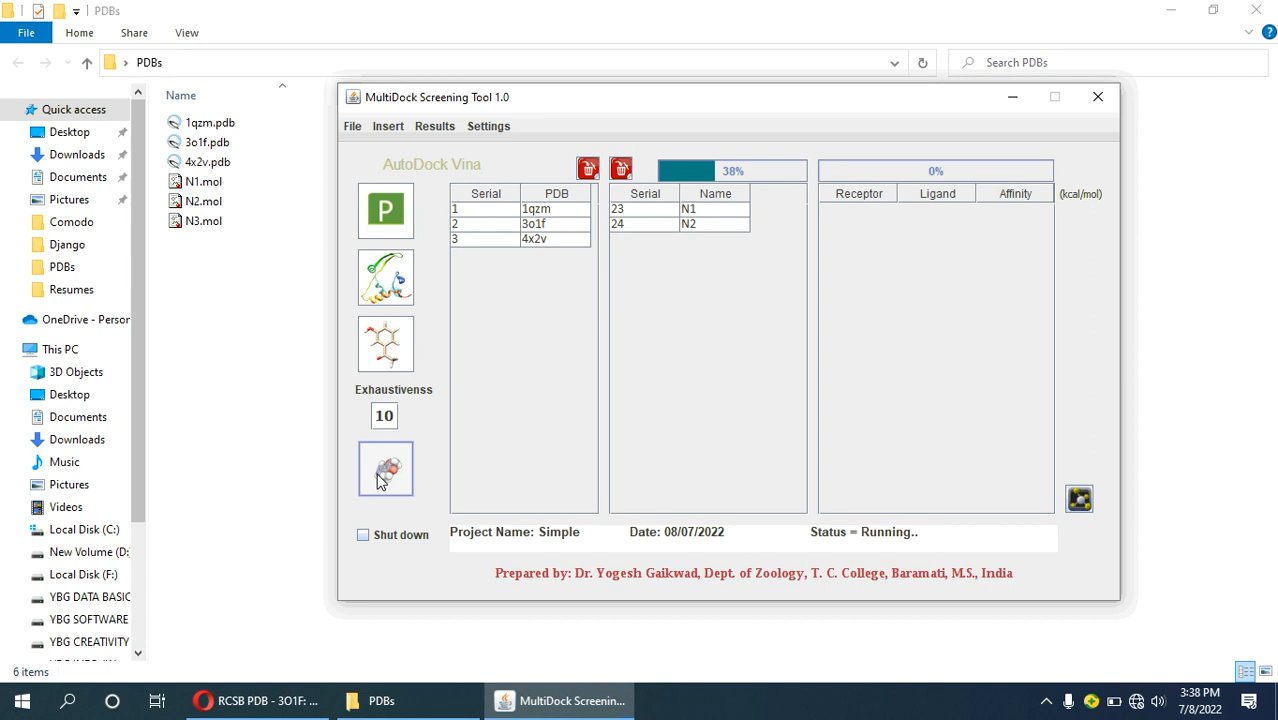 PDBs
File Home Share View
PDBs
Search PDBs
Quick access
Desktop
Downloads
Documents
Pictures
Comodo
Django
PDBs
Resumes
OneDrive - Person
This PC
3D Objects
Desktop
Documents
Downloads
Music
Pictures
Videos
Local Disk (C:)
New Volume (D:
Local Disk (F:)
YBG DATA BASIC
YBG SOFTWARE
YBG CREATIVITY
Name
1qzm.pdb
3o1f.pdb
4x2v.pdb
N1.mol
N2.mol
N3.mol
MultiDock Screening Tool 1.0
File Insert Results Settings
AutoDock Vina
38%
0%
P
Exhaustivenss
10
Shut down
Serial PDB
1 1qzm
2 3o1f
3 4x2v
Serial Name
23 N1
24 N2
Receptor Ligand Affinity (kcal/mol)
Project Name: Simple Date: 08/07/2022 Status = Running..
Prepared by: Dr. Yogesh Gaikwad, Dept. of Zoology, T. C. College, Baramati, M.S., India
6 items
RCSB PDB - 3O1F: ...
PDBs
MultiDock Screenin...
3:38 PM
7/8/2022